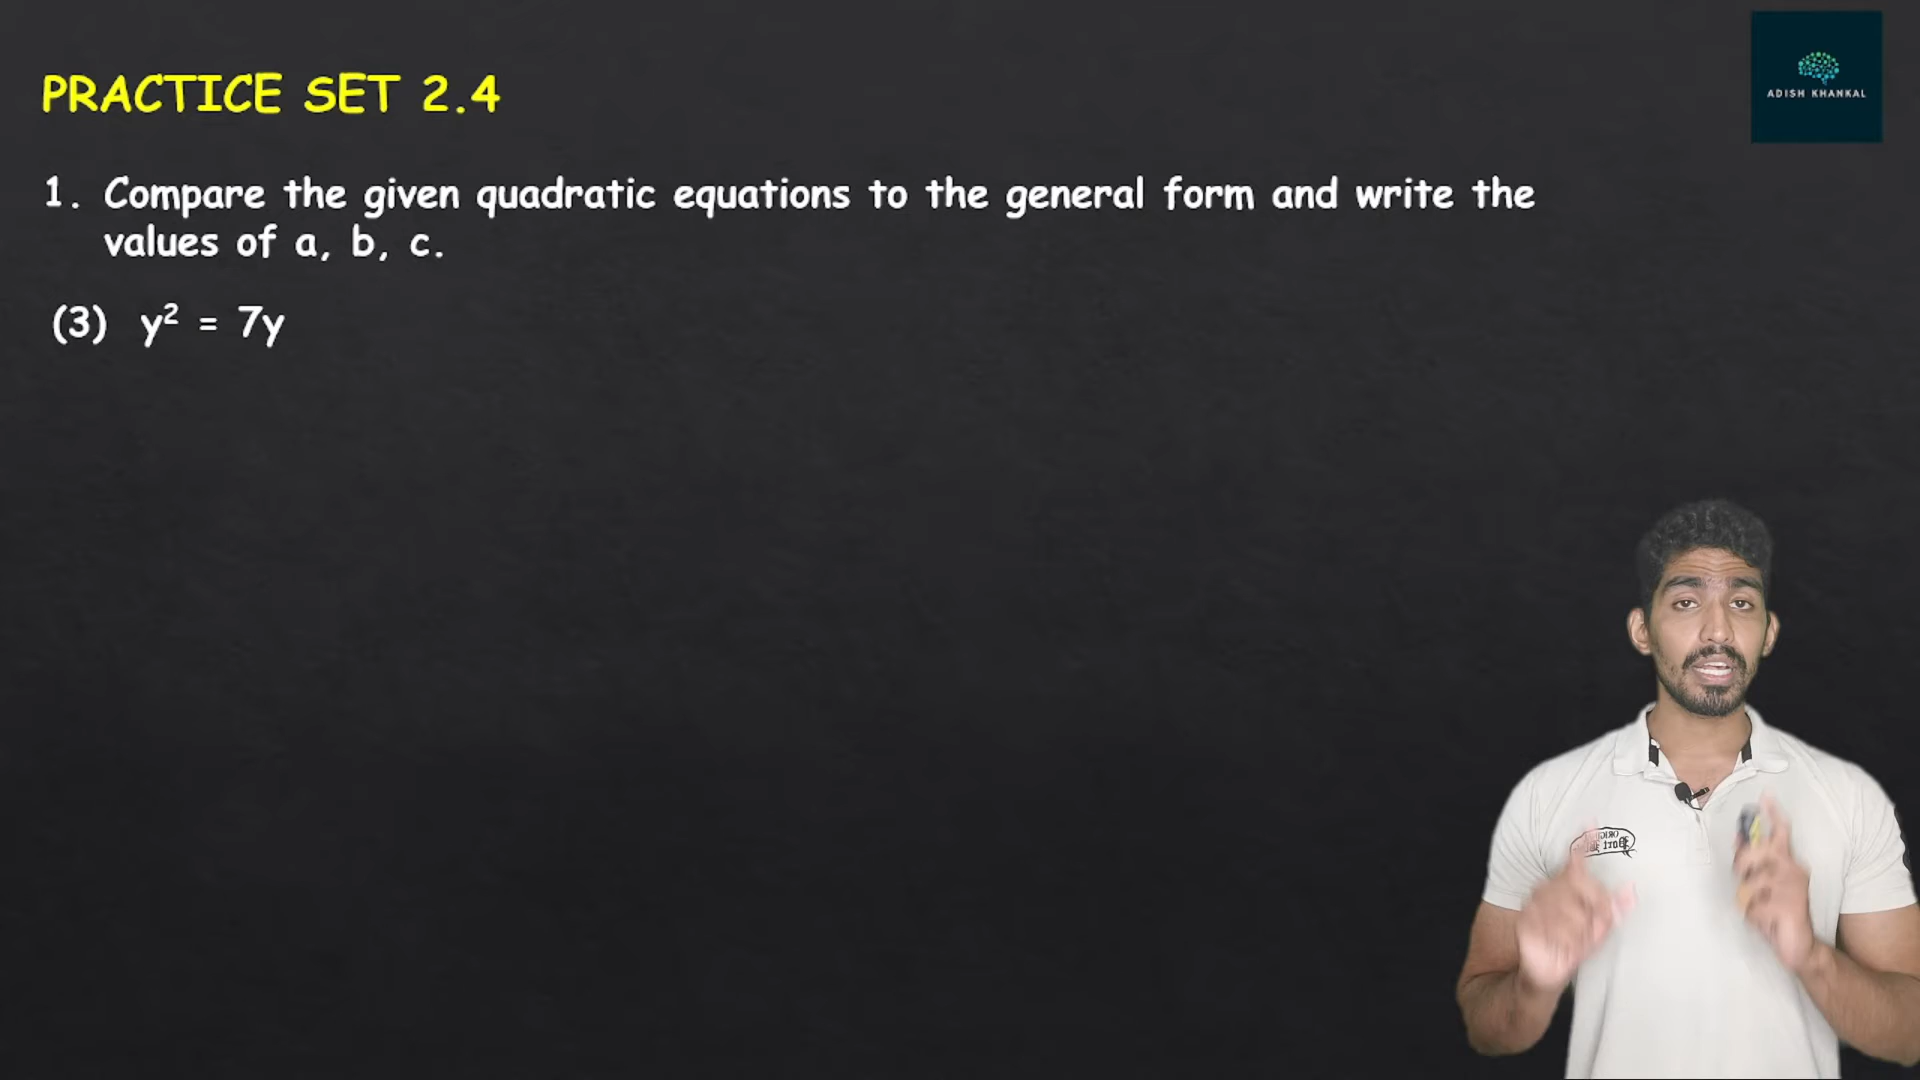 ADISH KHANKAL
PRACTICE SET 2.4
1. Compare the given quadratic equations to the general form and write the
values of a, b, c.
(3) y² = 7y